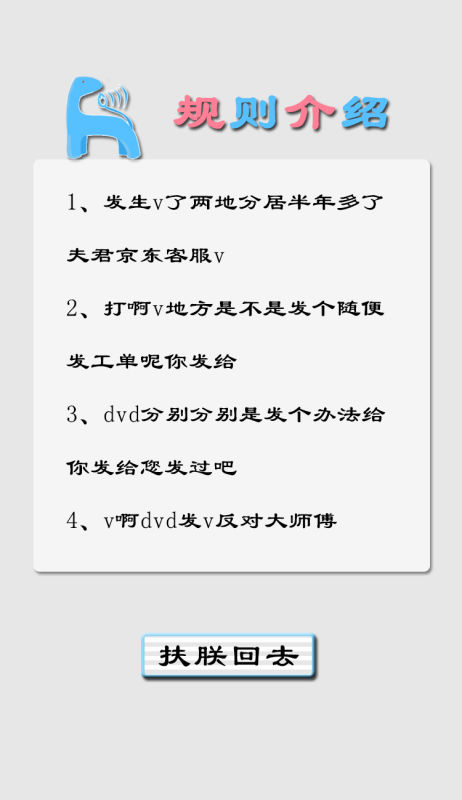 规则介绍
1、发生v了两地分居半年多了
夫君京东客服v
2、打啊v地方是不是发个随便
发工单呢你发给
3、dvd分别分别是发个办法给
你发给您发过吧
4、v啊dvd发v反对大师傅
扶朕回去